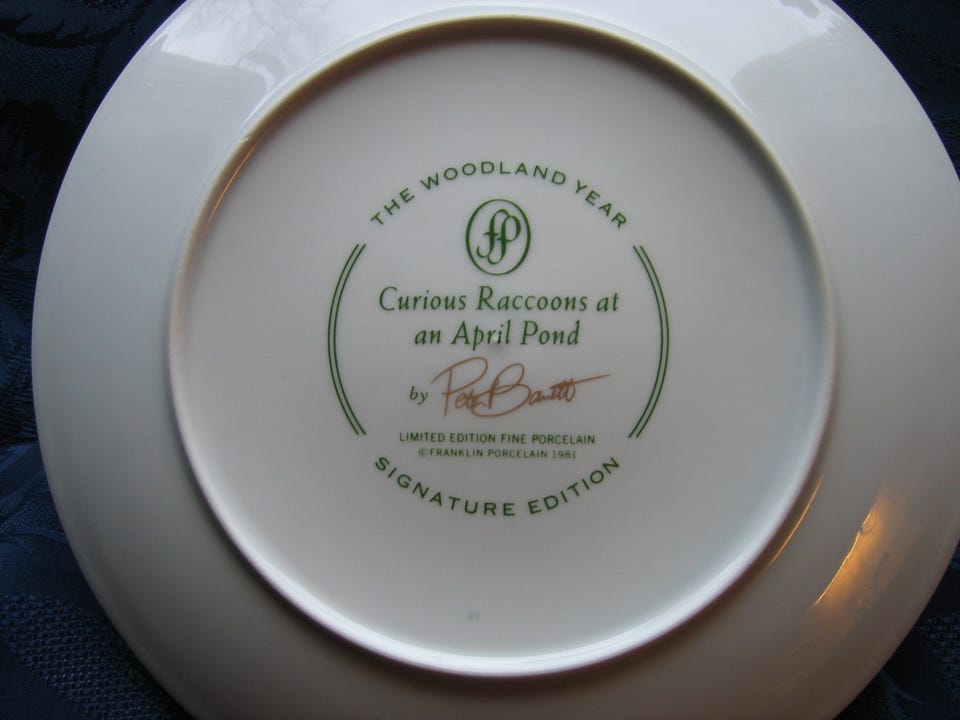 THE WOODLAND YEAR
fp
Curious Raccoons at
an April Pond
by Peter Barrett
LIMITED EDITION FINE PORCELAIN
© FRANKLIN PORCELAIN 1981
SIGNATURE EDITION